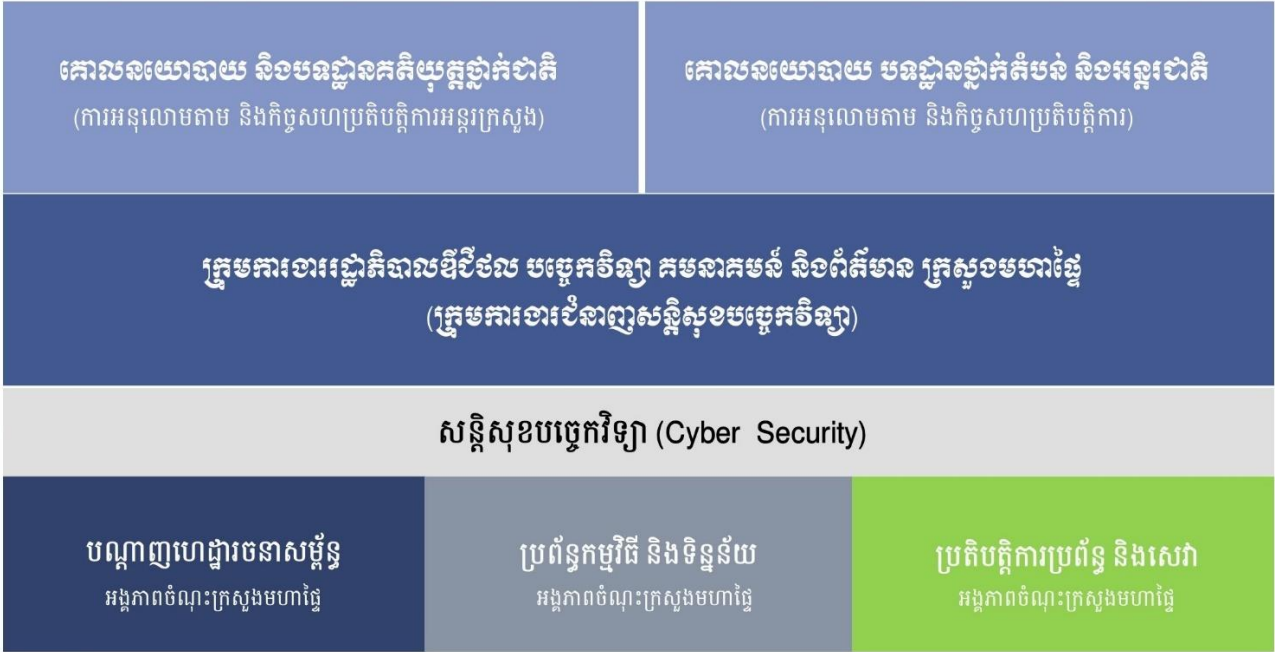 គោលនយោបាយ និងបទដ្ឋានគតិយុត្តថ្នាក់ជាតិ
(ការអនុលោមតាម និងកិច្ចសហប្រតិបត្តិការអន្តរក្រសួង)
គោលនយោបាយ បទដ្ឋានថ្នាក់តំបន់ និងអន្តរជាតិ
(ការអនុលោមតាម និងកិច្ចសហប្រតិបត្តិការ)
ក្រុមការងាររដ្ឋាភិបាលឌីជីថល បច្ចេកវិទ្យា គមនាគមន៍ និងព័ត៌មាន ក្រសួងមហាផ្ទៃ
(ក្រុមការងារជំនាញសន្តិសុខបច្ចេកវិទ្យា)
សន្តិសុខបច្ចេកវិទ្យា (Cyber Security)
បណ្តាញហេដ្ឋារចនាសម្ព័ន្ធ
អង្គភាពចំណុះក្រសួងមហាផ្ទៃ
ប្រព័ន្ធកម្មវិធី និងទិន្នន័យ
អង្គភាពចំណុះក្រសួងមហាផ្ទៃ
ប្រតិបត្តិការប្រព័ន្ធ និងសេវា
អង្គភាពចំណុះក្រសួងមហាផ្ទៃ